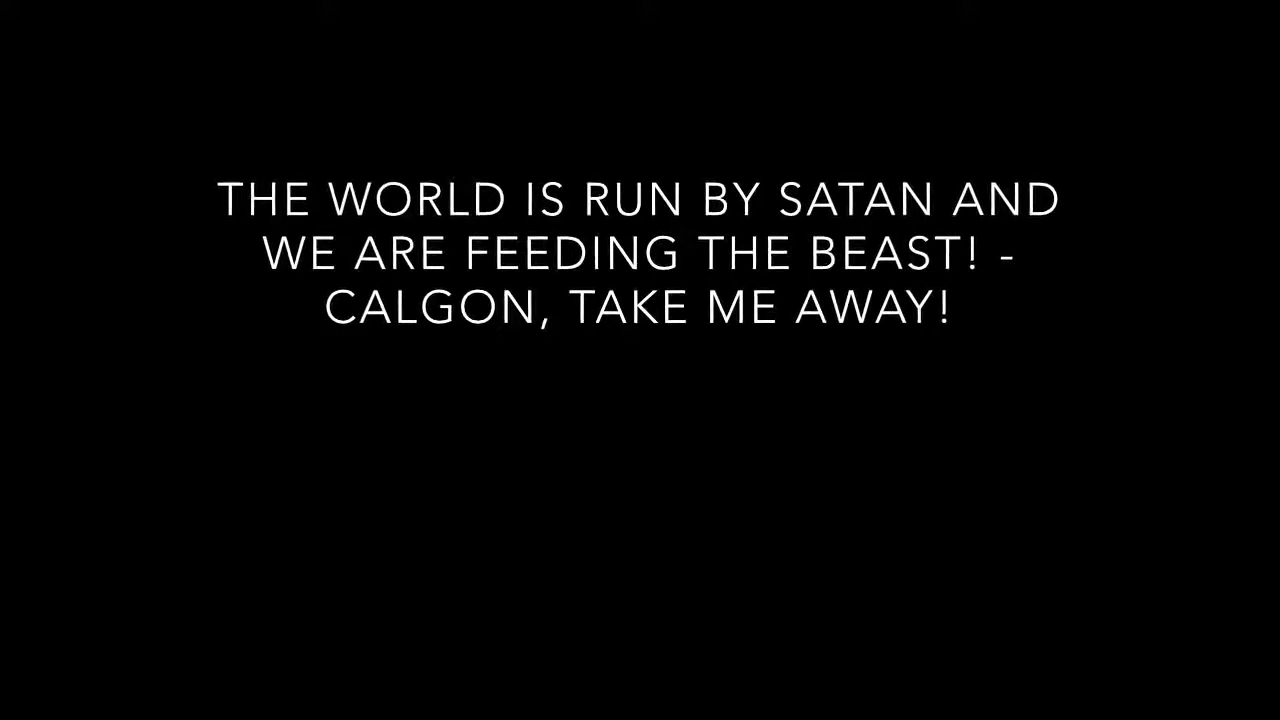 THE WORLD IS RUN BY SATAN AND
WE ARE FEEDING THE BEAST! -
CALGON, TAKE ME AWAY!